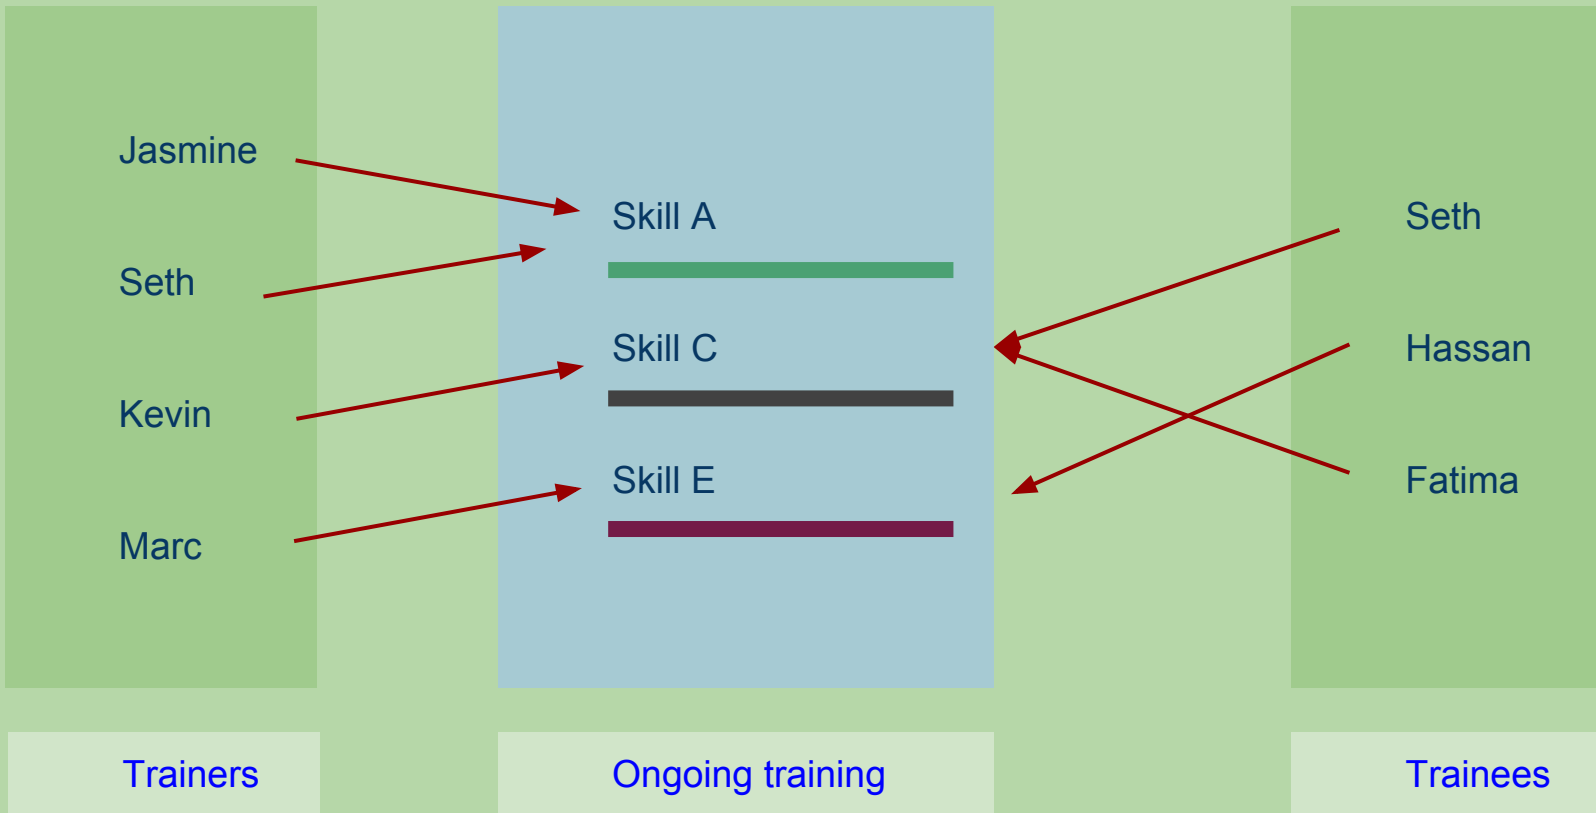 Jasmine
Seth
Kevin
Marc
Skill A
Skill C
Skill E
Seth
Hassan
Fatima
Trainers
Ongoing training
Trainees